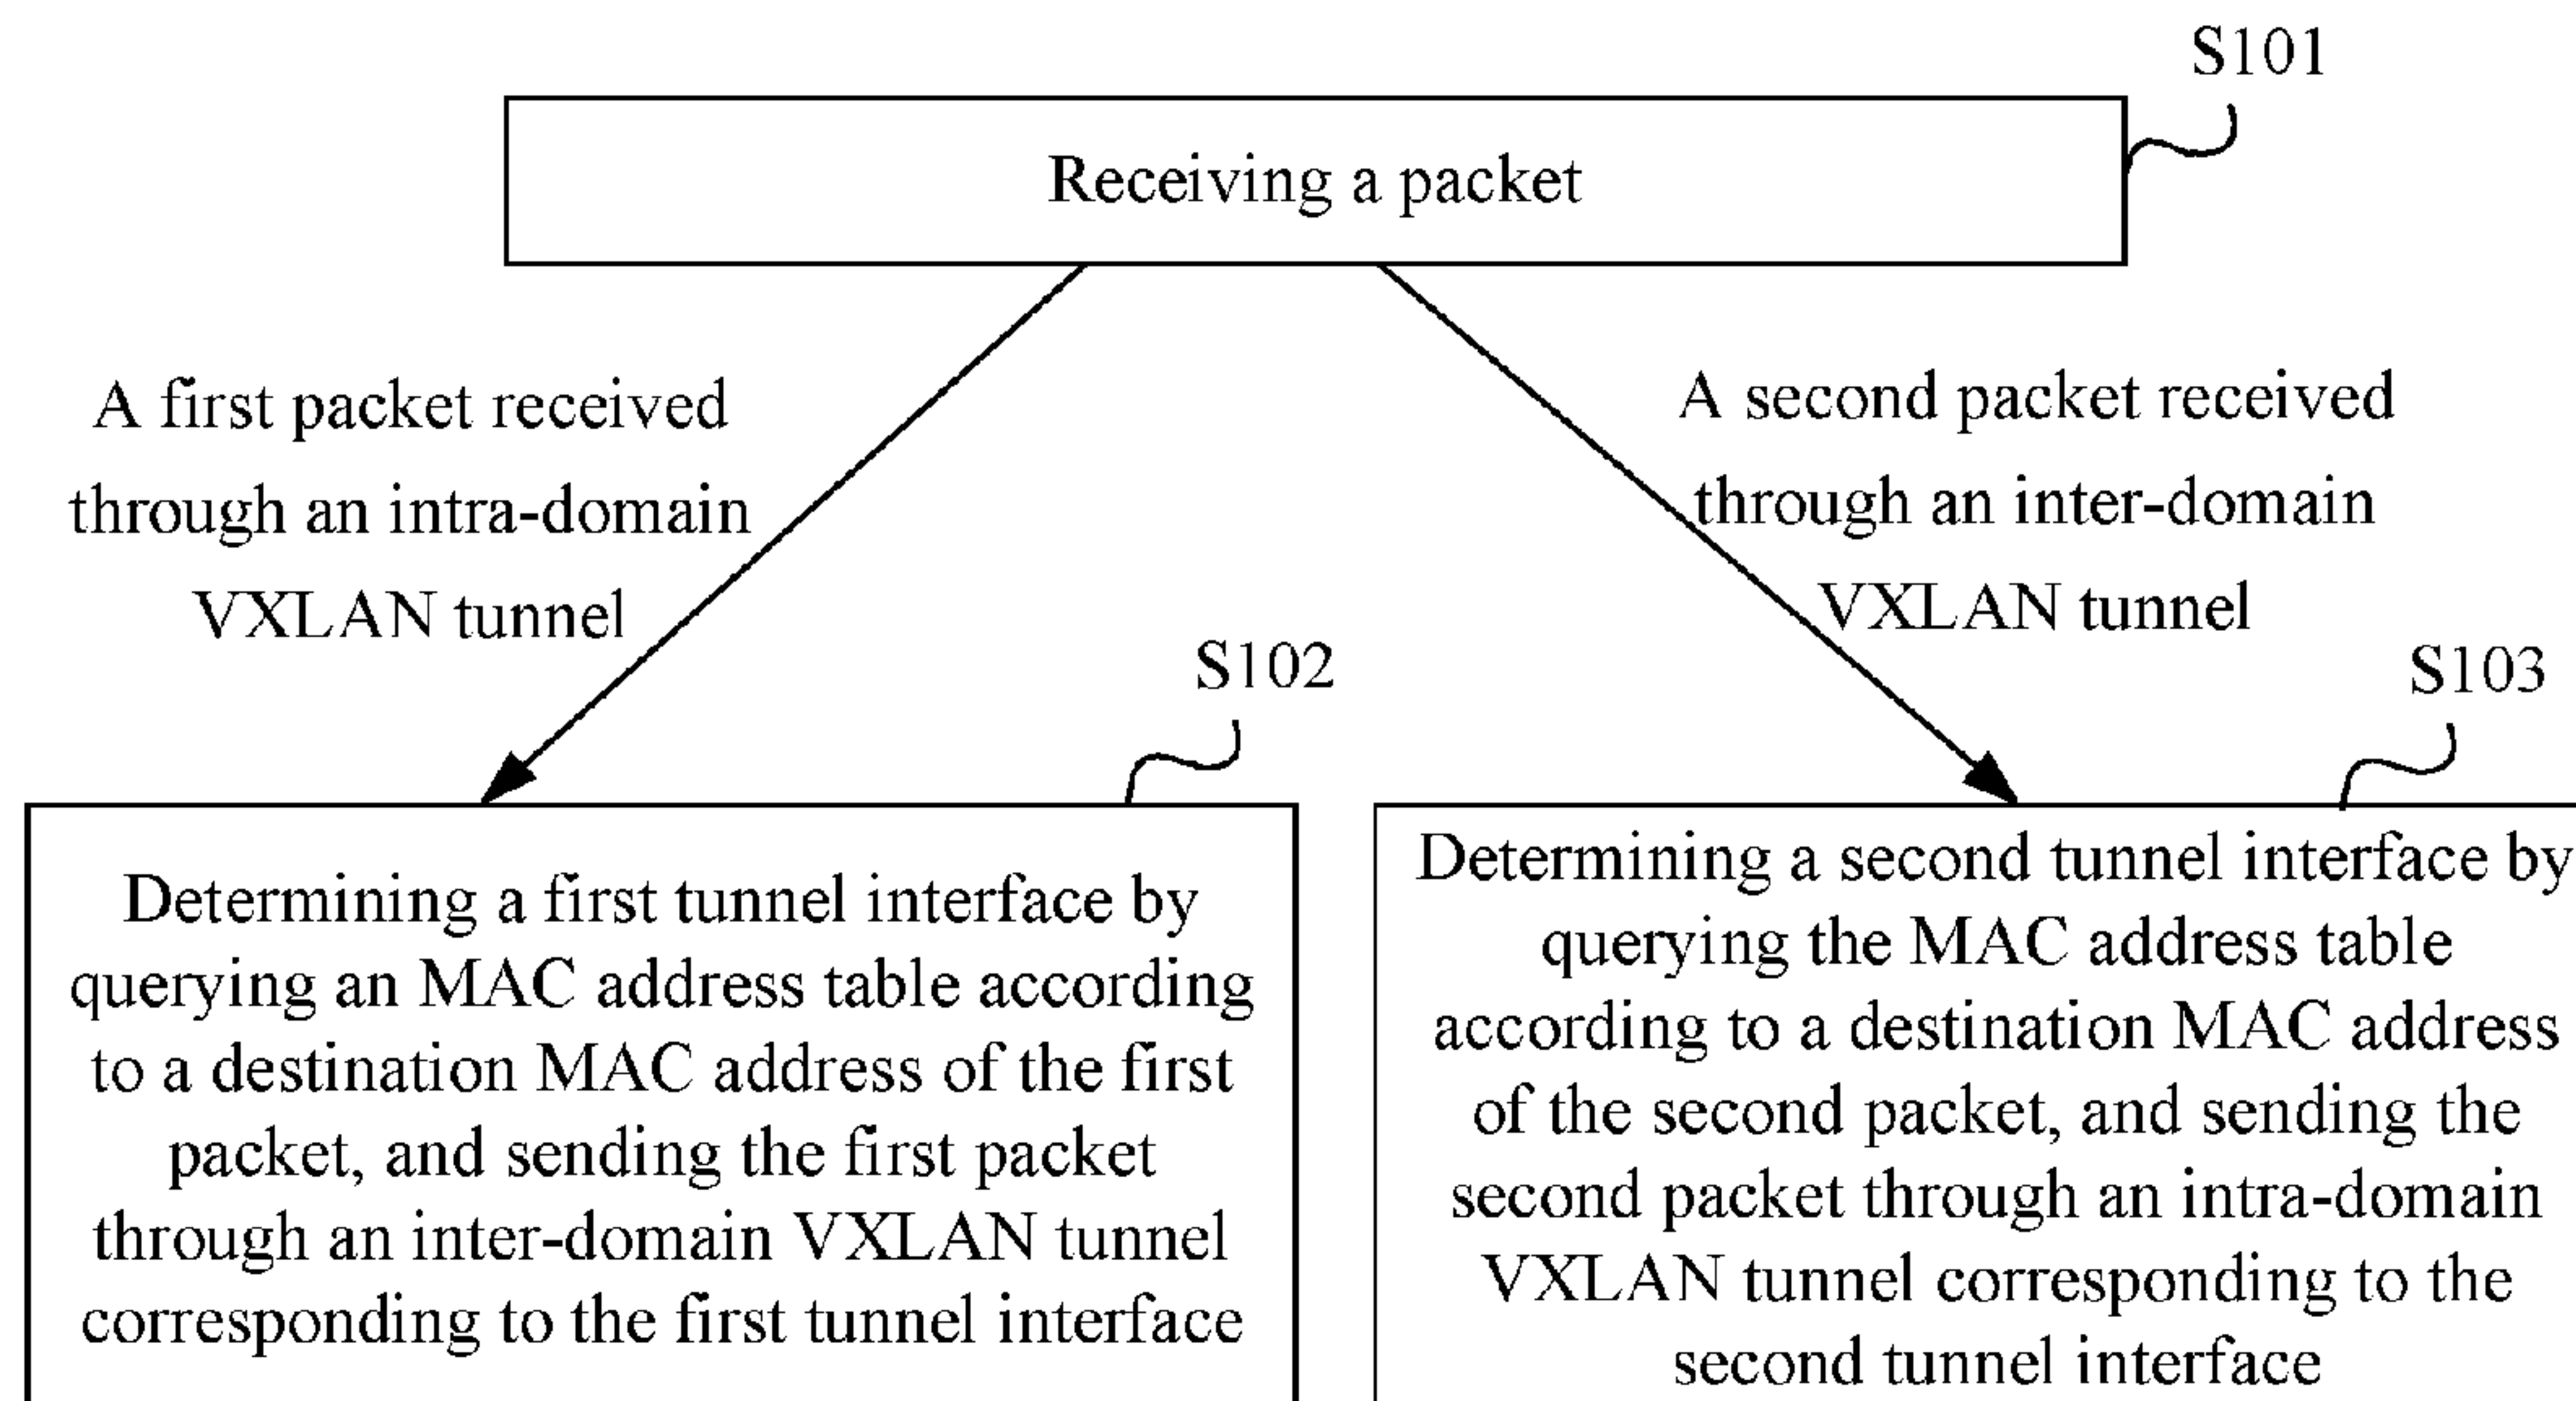 S101
Receiving a packet
A first packet received
through an intra-domain
VXLAN tunnel
A second packet received
through an inter-domain
VXLAN tunnel
S102
Determining a first tunnel interface by
querying an MAC address table according
to a destination MAC address of the first
packet, and sending the first packet
through an inter-domain VXLAN tunnel
corresponding to the first tunnel interface
S103
Determining a second tunnel interface by
querying the MAC address table
according to a destination MAC address
of the second packet, and sending the
second packet through an intra-domain
VXLAN tunnel corresponding to the
second tunnel interface